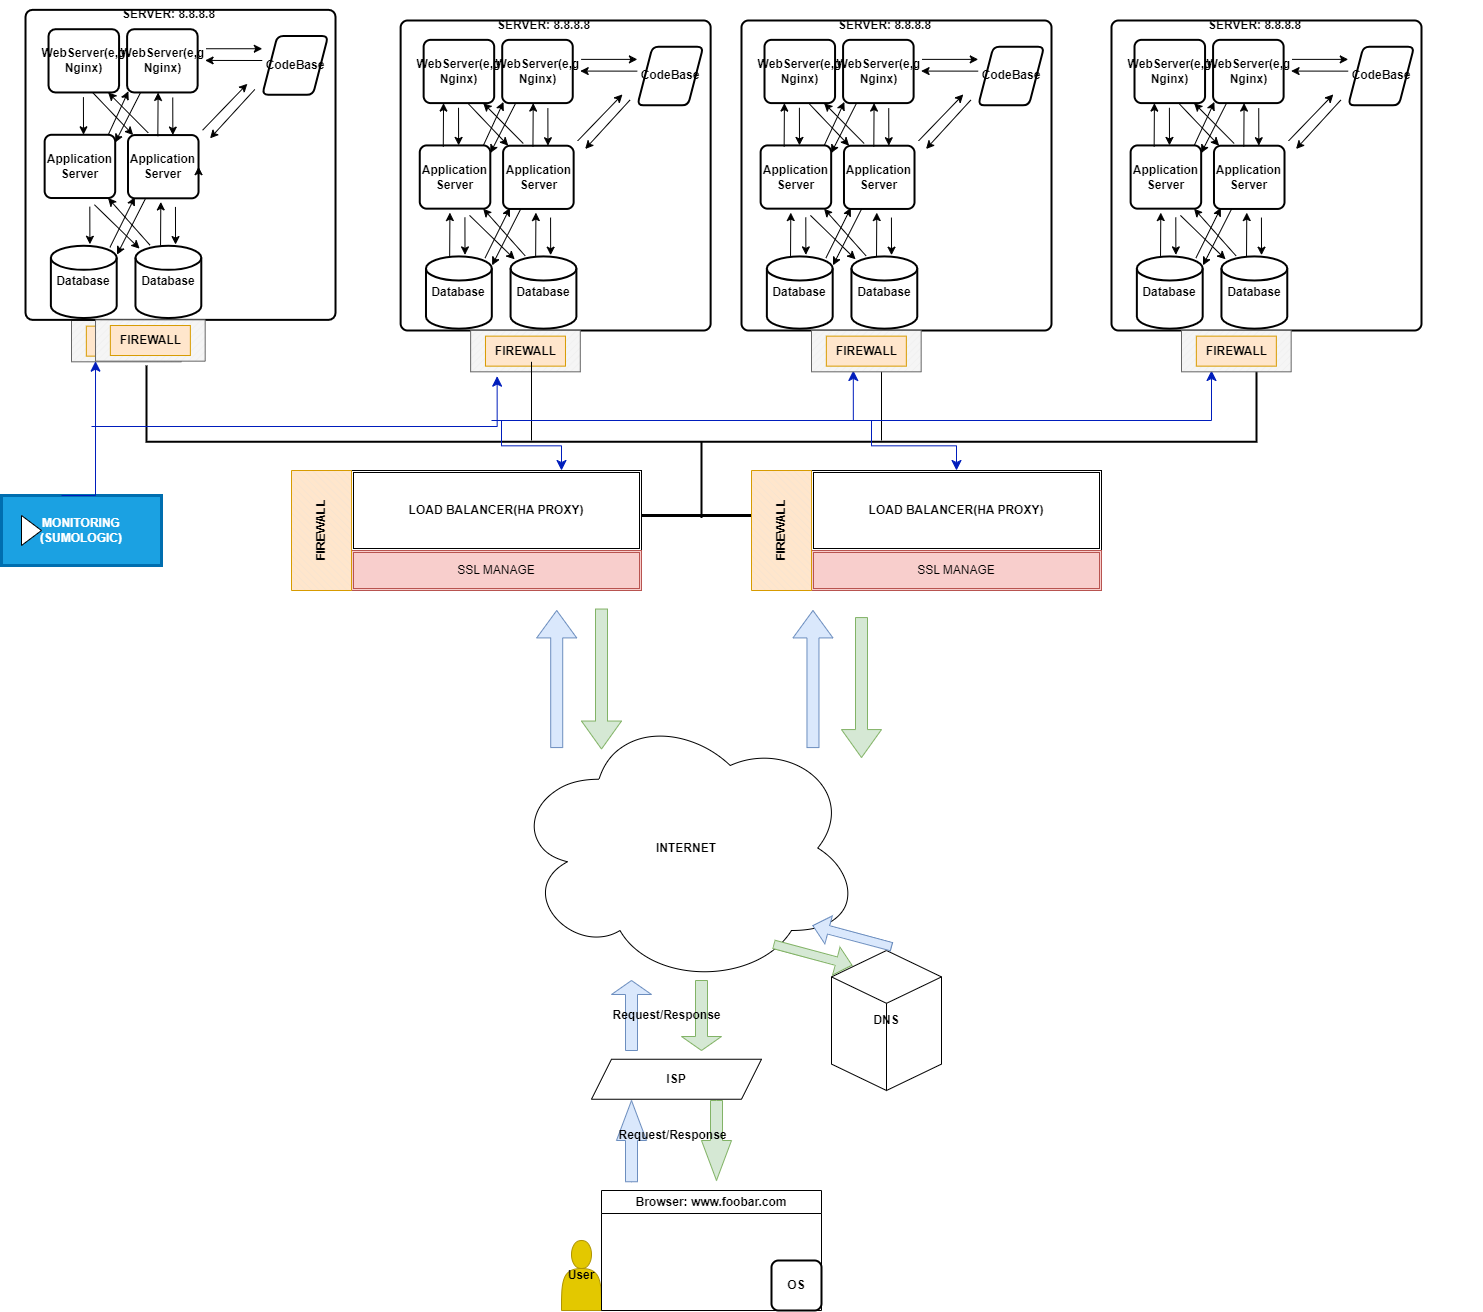 SERVER: 8.8.8.8
WebServer(e,g
Nginx)
WebServer(e,g
Nginx)
CodeBase
Application
Server
Application
Server
Database
Database
FIREWALL
SERVER: 8.8.8.8
WebServer(e,g
Nginx)
WebServer(e,g
Nginx)
CodeBase
Application
Server
Application
Server
Database
Database
FIREWALL
SERVER: 8.8.8.8
WebServer(e,g
Nginx)
WebServer(e,g
Nginx)
CodeBase
Application
Server
Application
Server
Database
Database
FIREWALL
SERVER: 8.8.8.8
WebServer(e,g
Nginx)
WebServer(e,g
Nginx)
CodeBase
Application
Server
Application
Server
Database
Database
FIREWALL
MONITORING
(SUMOLOGIC)
FIREWALL
LOAD BALANCER(HA PROXY)
SSL MANAGE
FIREWALL
LOAD BALANCER(HA PROXY)
SSL MANAGE
INTERNET
DNS
Request/Response
ISP
Request/Response
Browser: www.foobar.com
User
OS